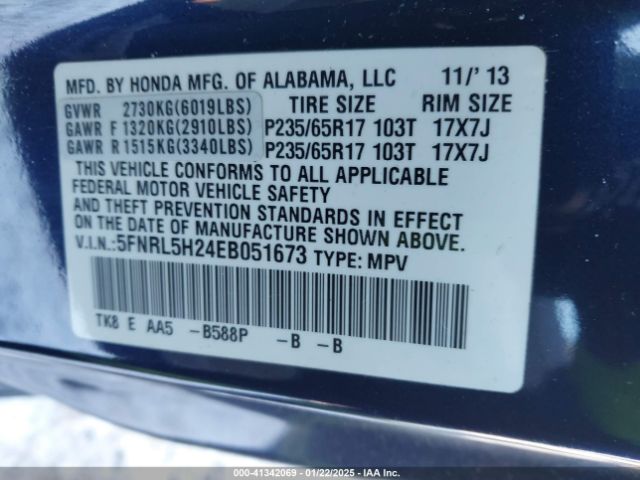 MFD. BY HONDA MFG. OF ALABAMA, LLC 11/'13
GVWR 2730KG(6019LBS) TIRE SIZE RIM SIZE
GAWR F 1320KG(2910LBS) P235/65R17 103T 17X7J
GAWR R 1515KG(3340LBS) P235/65R17 103T 17X7J
THIS VEHICLE CONFORMS TO ALL APPLICABLE
FEDERAL MOTOR VEHICLE SAFETY
AND THEFT PREVENTION STANDARDS IN EFFECT
ON THE DATE OF MANUFACTURE SHOWN ABOVE.
V.I.N.:5FNRL5H24EB051673 TYPE: MPV
TK8 E AA5 -B588P -B -B
000-41342069 - 01/22/2025 - IAA Inc.